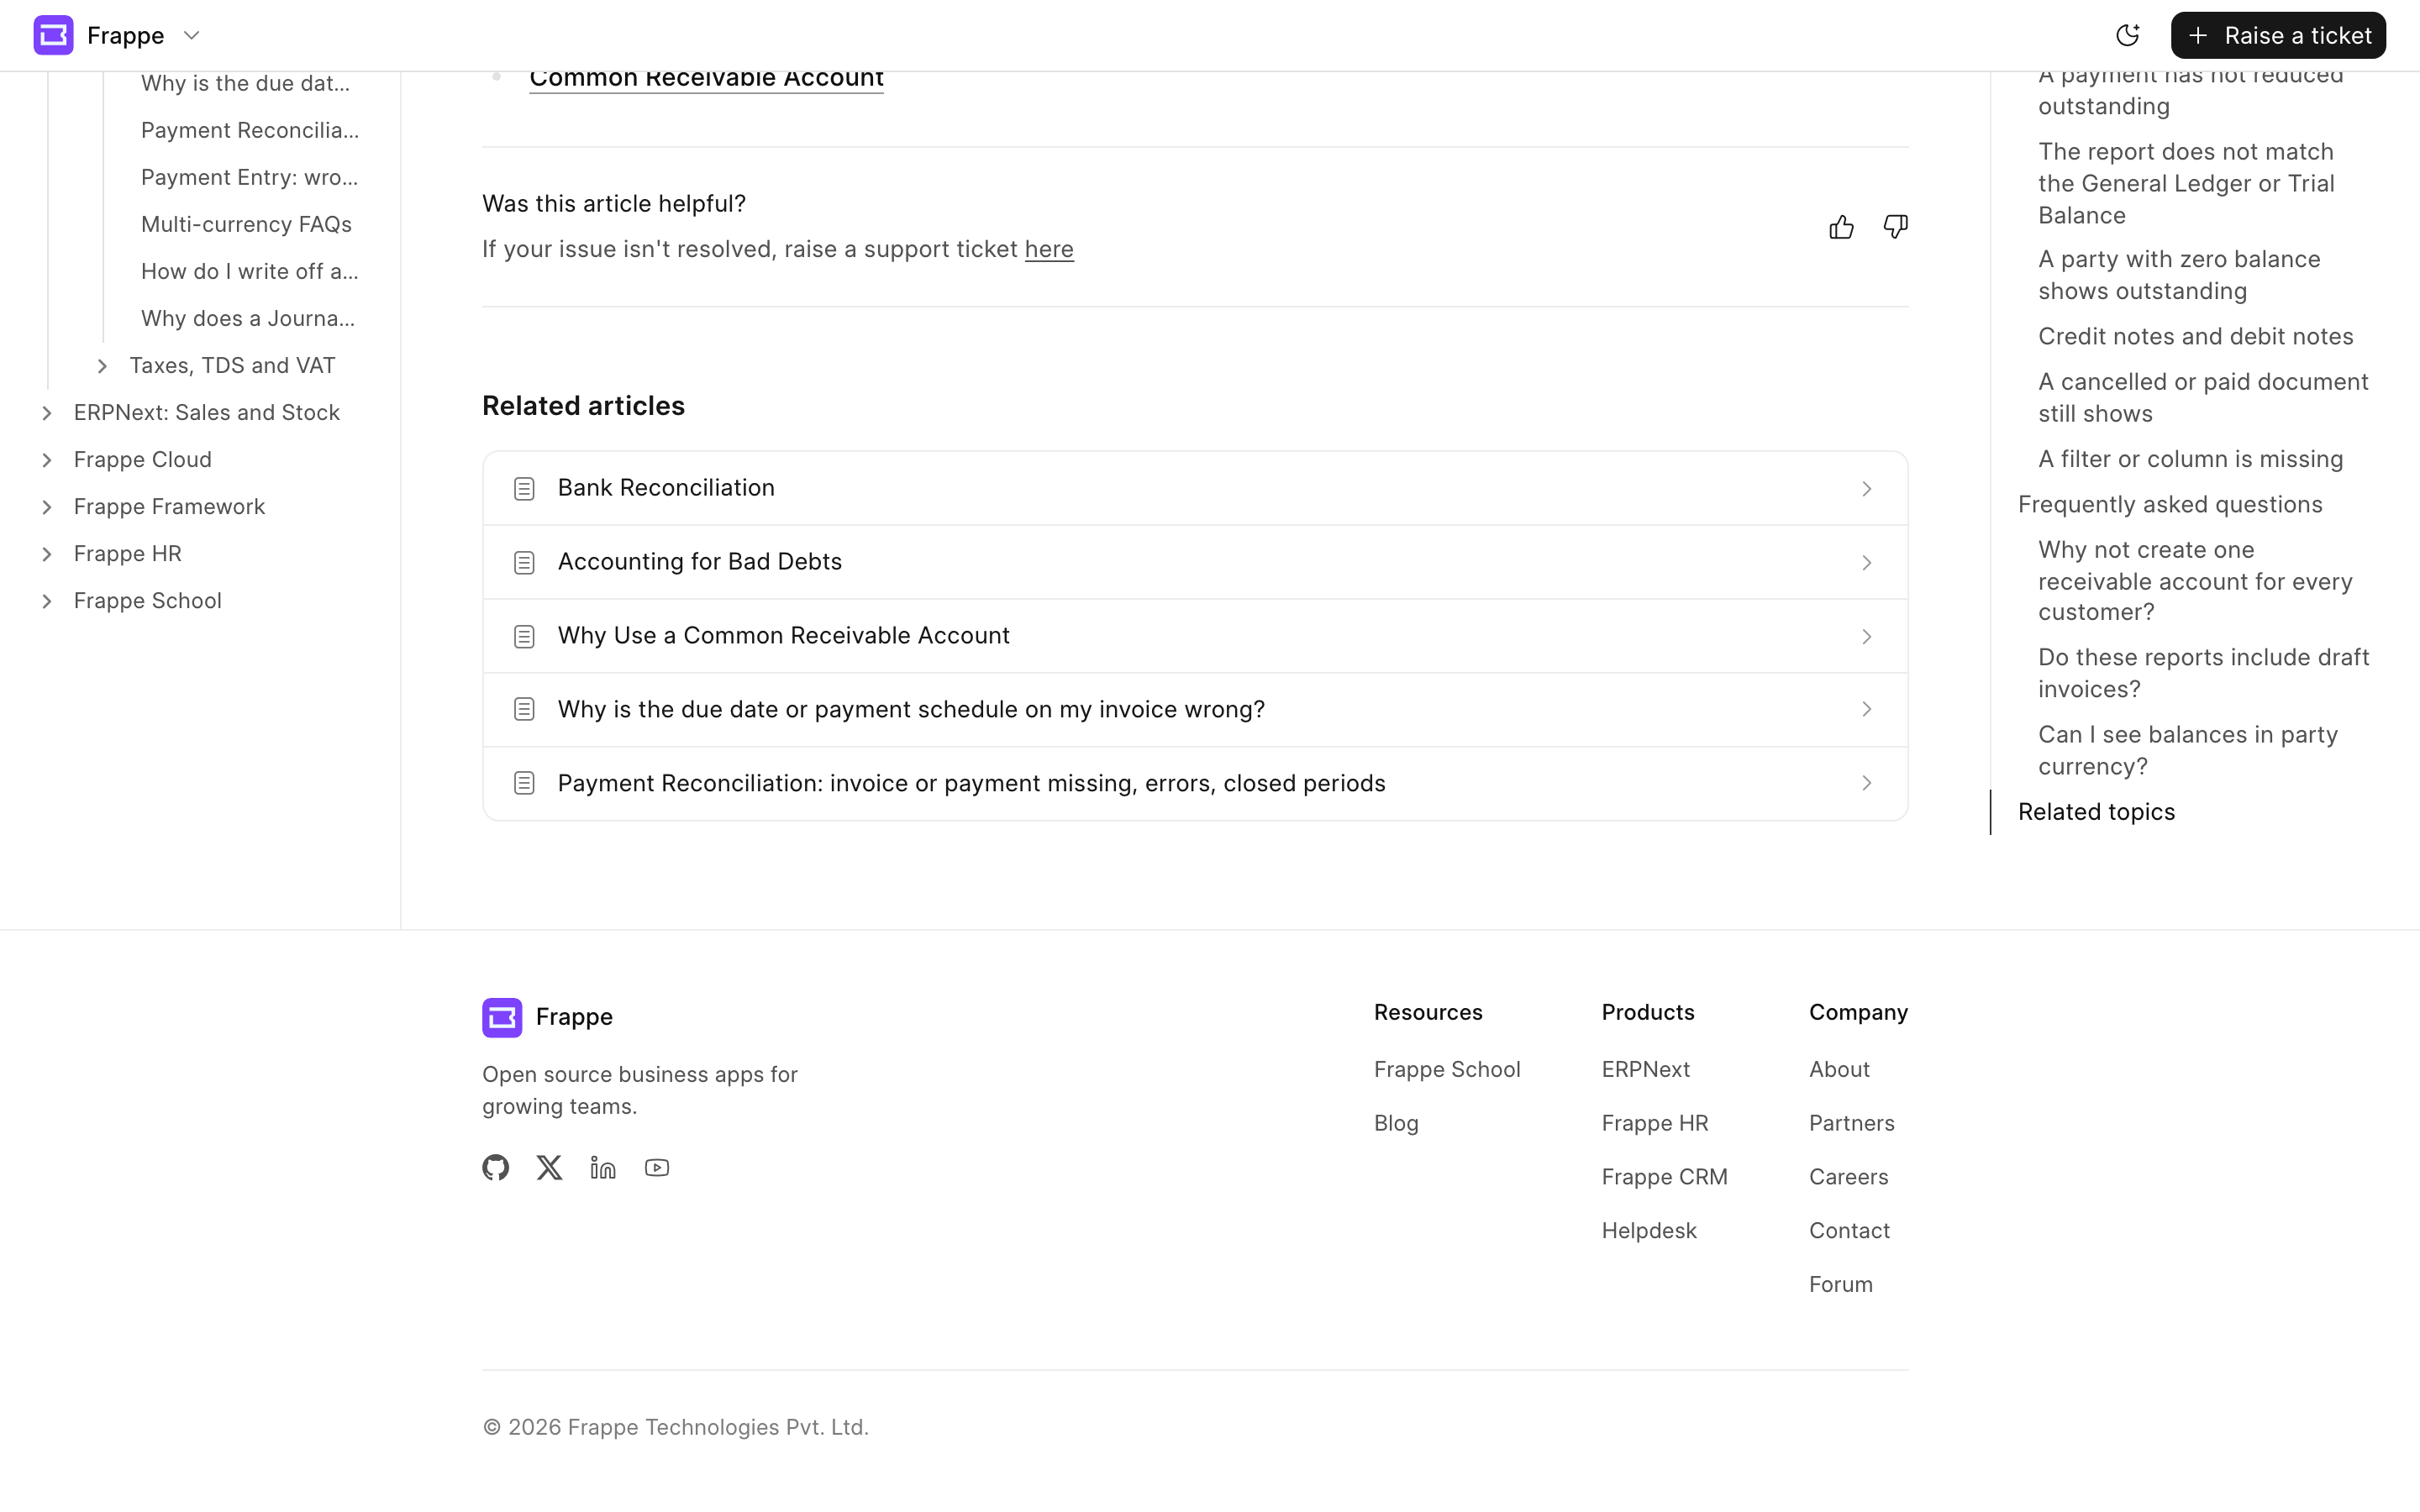 Frappe
Raise a ticket
Why is the due dat...
Payment Reconcilia...
Payment Entry: wro...
Multi-currency FAQs
How do I write off a...
Why does a Journa...
Taxes, TDS and VAT
ERPNext: Sales and Stock
Frappe Cloud
Frappe Framework
Frappe HR
Frappe School
Common Receivable Account
Was this article helpful?
If your issue isn't resolved, raise a support ticket here
Related articles
Bank Reconciliation
Accounting for Bad Debts
Why Use a Common Receivable Account
Why is the due date or payment schedule on my invoice wrong?
Payment Reconciliation: invoice or payment missing, errors, closed periods
A payment has not reduced
outstanding
The report does not match
the General Ledger or Trial
Balance
A party with zero balance
shows outstanding
Credit notes and debit notes
A cancelled or paid document
still shows
A filter or column is missing
Frequently asked questions
Why not create one
receivable account for every
customer?
Do these reports include draft
invoices?
Can I see balances in party
currency?
Related topics
Frappe
Open source business apps for
growing teams.
Resources
Frappe School
Blog
Products
ERPNext
Frappe HR
Frappe CRM
Helpdesk
Company
About
Partners
Careers
Contact
Forum
© 2026 Frappe Technologies Pvt. Ltd.